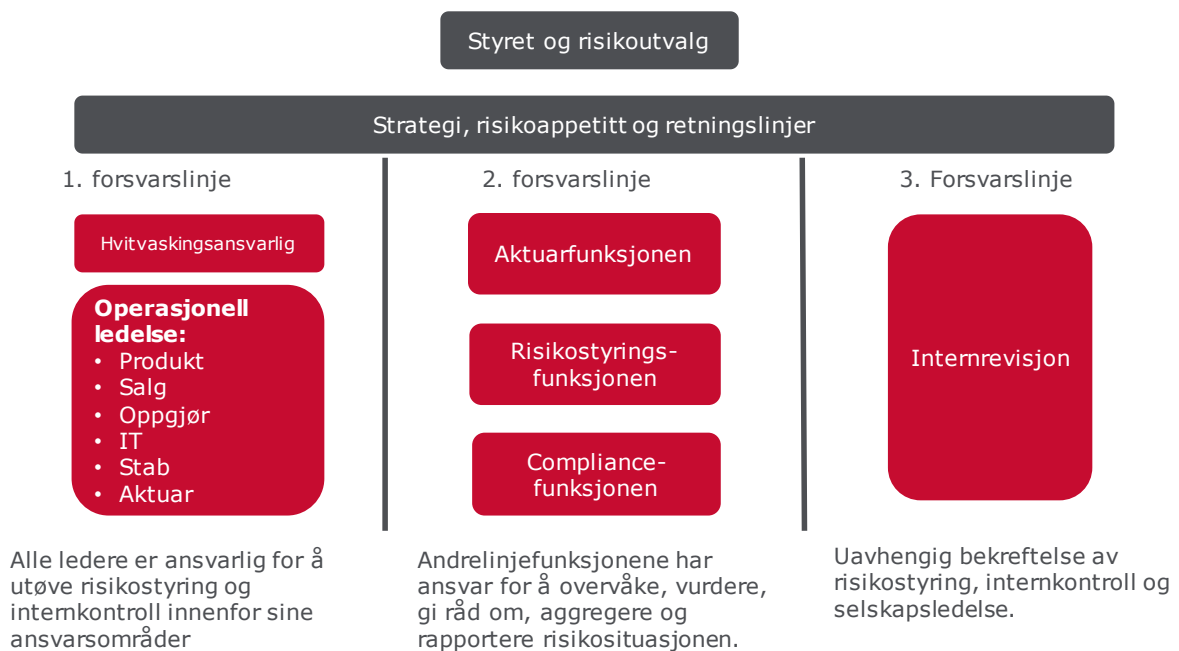 Styret og risikoutvalg
Strategi, risikoappetitt og retningslinjer
1. forsvarslinje
Hvitvaskingsansvarlig
Operasjonell
ledelse:
• Produkt
• Salg
• Oppgjør
• IT
• Stab
• Aktuar
Alle ledere er ansvarlig for å
utøve risikostyring og
internkontroll innenfor sine
ansvarsområder
2. forsvarslinje
Aktuarfunksjonen
Risikostyrings-
funksjonen
Compliance-
funksjonen
Andrelinjefunksjonene har
ansvar for å overvåke, vurdere,
gi råd om, aggregere og
rapportere risikosituasjonen.
3. Forsvarslinje
Internrevisjon
Uavhengig bekreftelse av
risikostyring, internkontroll og
selskapsledelse.